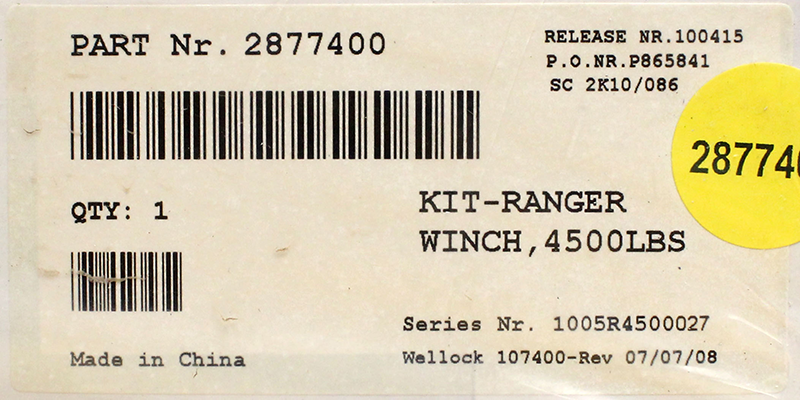 PART Nr. 2877400
RELEASE NR.100415
P.O.NR.P865841
SC 2K10/086
287740
QTY: 1
KIT-RANGER
WINCH,4500LBS
Series Nr. 1005R4500027
Made in China
Wellock 107400-Rev 07/07/08